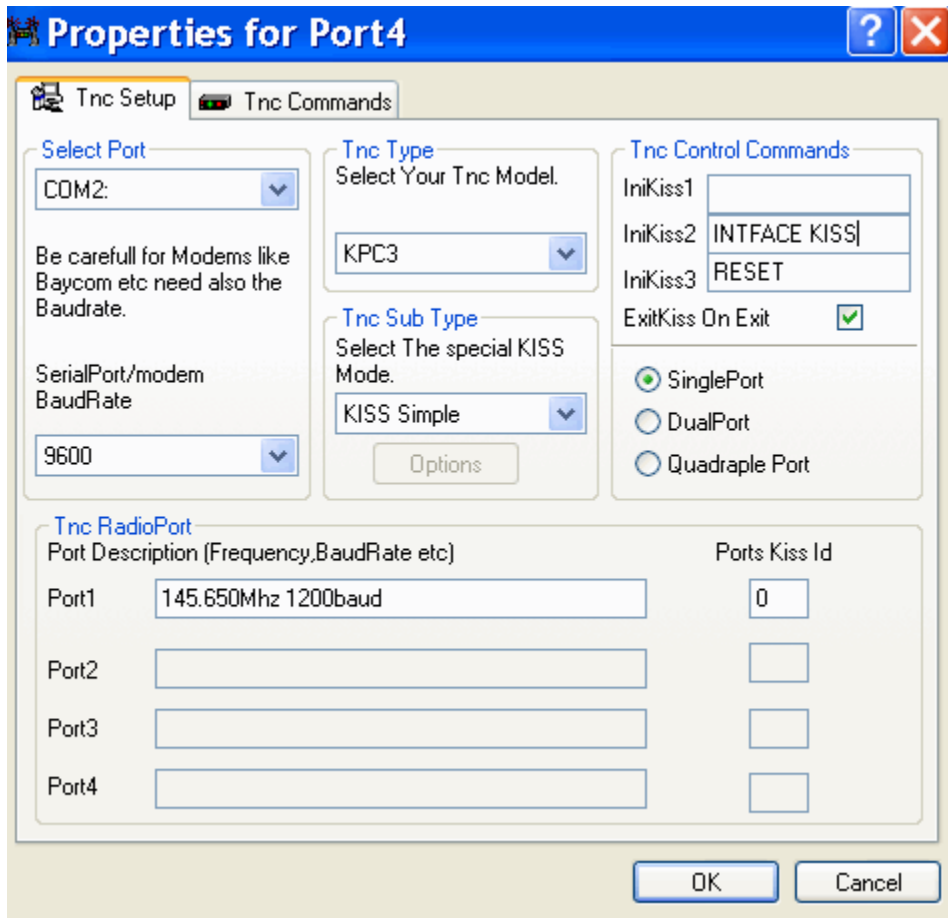 Properties for Port4
Tnc Setup
Tnc Commands
Select Port
COM2:
Be carefull for Modems like
Baycom etc need also the
Baudrate.
SerialPort/modem
BaudRate
9600
Tnc Type
Select Your Tnc Model.
KPC3
Tnc Sub Type
Select The special KISS
Mode.
KISS Simple
Options
Tnc Control Commands
IniKiss1
IniKiss2 INTFACE KISS
IniKiss3 RESET
ExitKiss On Exit
SinglePort
DualPort
Quadraple Port
Tnc RadioPort
Port Description (Frequency,BaudRate etc) Ports Kiss Id
Port1 145.650Mhz 1200baud 0
Port2
Port3
Port4
OK Cancel